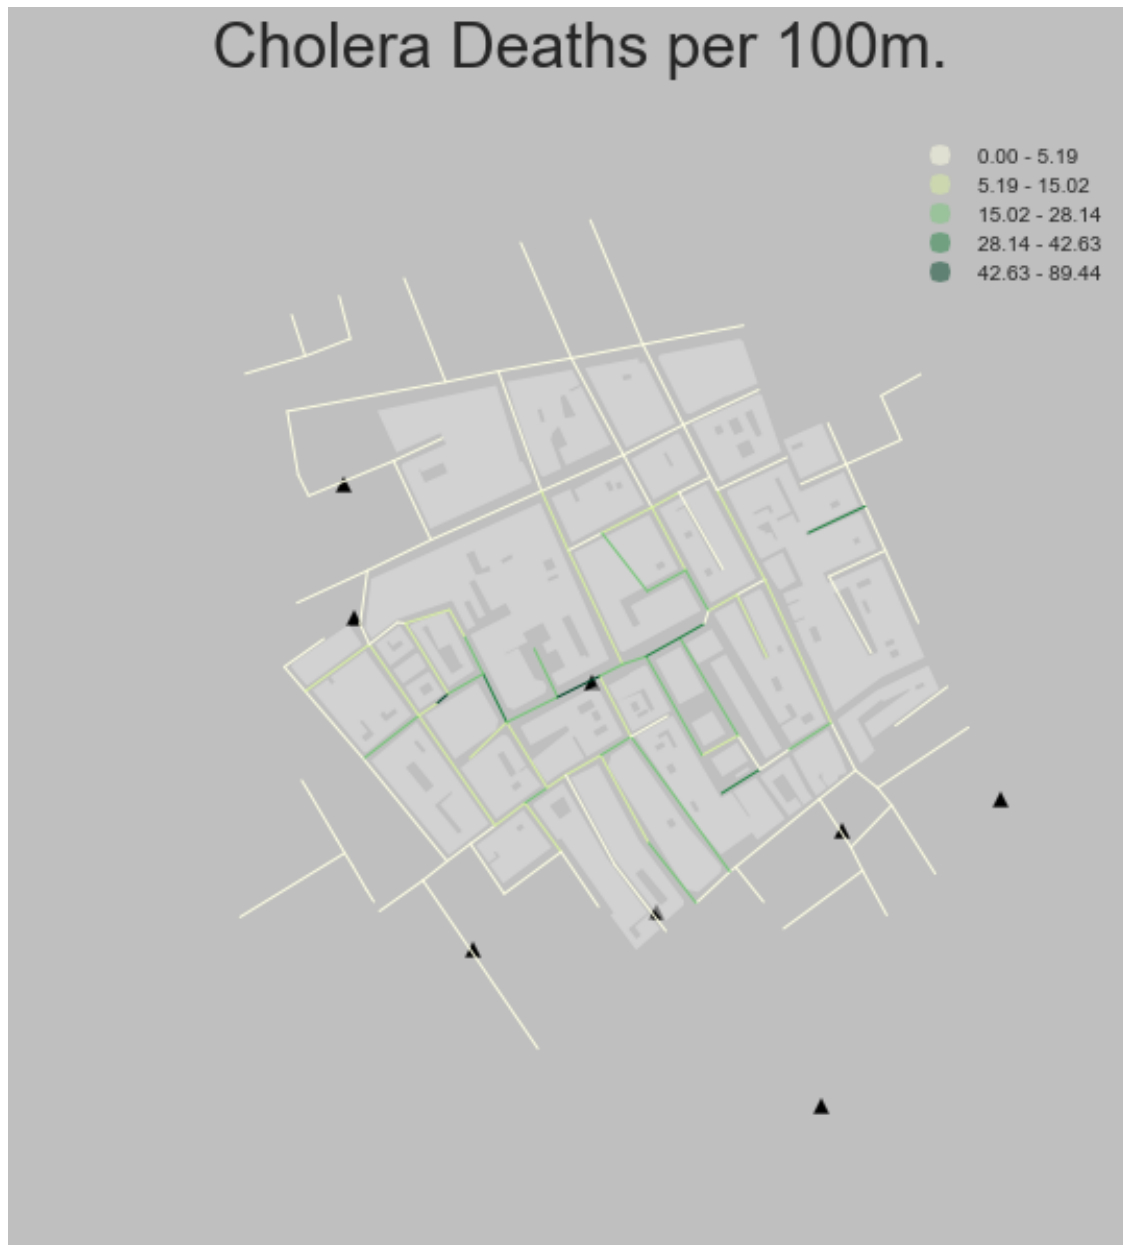 Cholera Deaths per 100m.
0.00 - 5.19
5.19 - 15.02
15.02 - 28.14
28.14 - 42.63
42.63 - 89.44